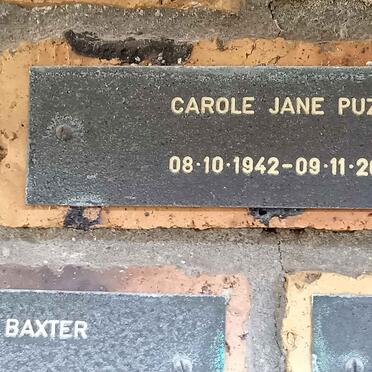 CAROLE JANE PUZ
08·10·1942-09·11·20
BAXTER